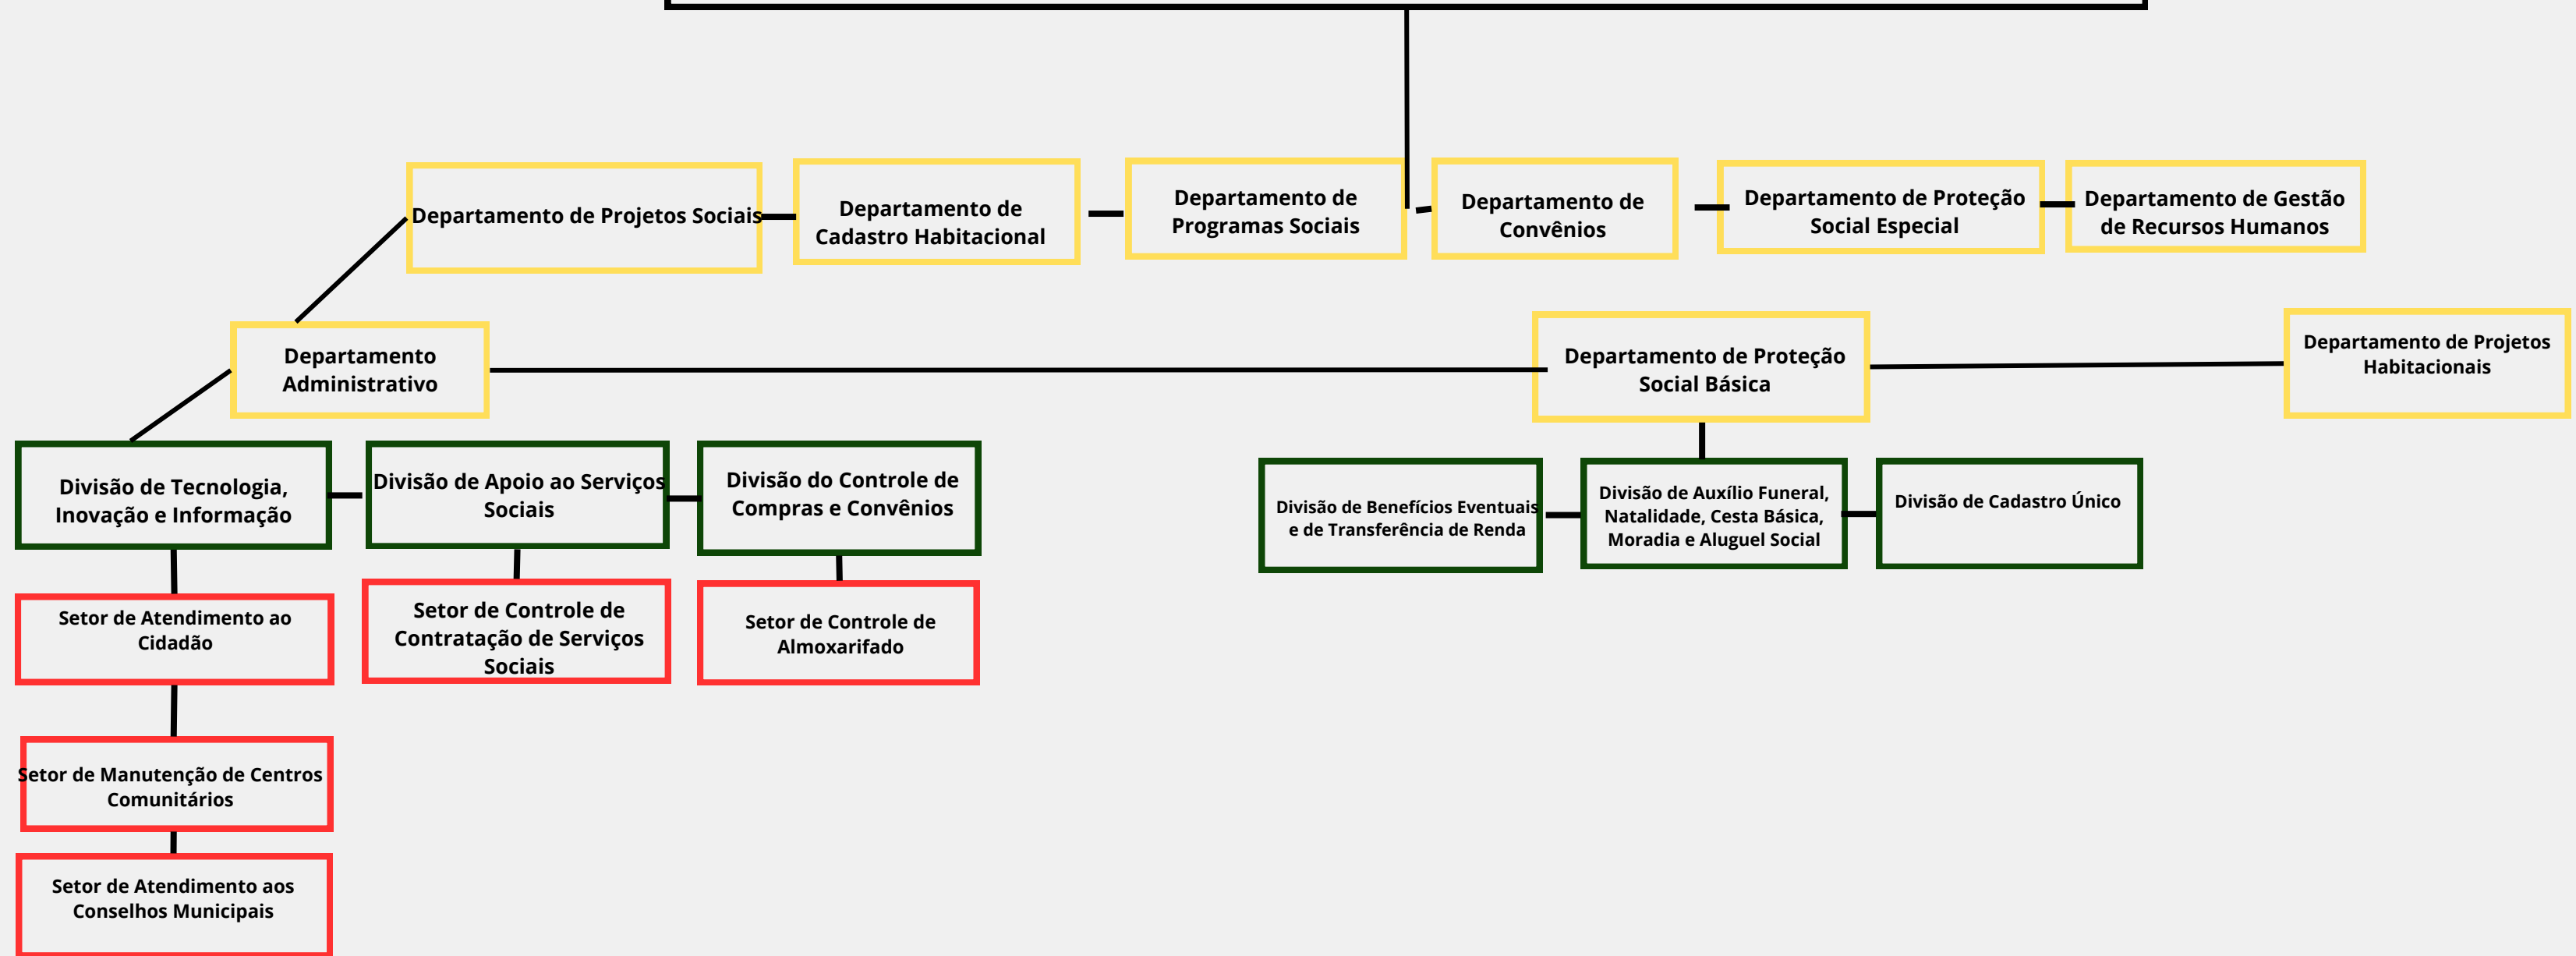 Departamento de Projetos Sociais
Departamento de
Cadastro Habitacional
Departamento de
Programas Sociais
Departamento de
Convênios
Departamento de Proteção
Social Especial
Departamento de Gestão
de Recursos Humanos
Departamento
Administrativo
Departamento de Proteção
Social Básica
Departamento de Projetos
Habitacionais
Divisão de Tecnologia,
Inovação e Informação
Divisão de Apoio ao Serviços
Sociais
Divisão do Controle de
Compras e Convênios
Divisão de Benefícios Eventuais
e de Transferência de Renda
Divisão de Auxílio Funeral,
Natalidade, Cesta Básica,
Moradia e Aluguel Social
Divisão de Cadastro Único
Setor de Atendimento ao
Cidadão
Setor de Controle de
Contratação de Serviços
Sociais
Setor de Controle de
Almoxarifado
Setor de Manutenção de Centros
Comunitários
Setor de Atendimento aos
Conselhos Municipais